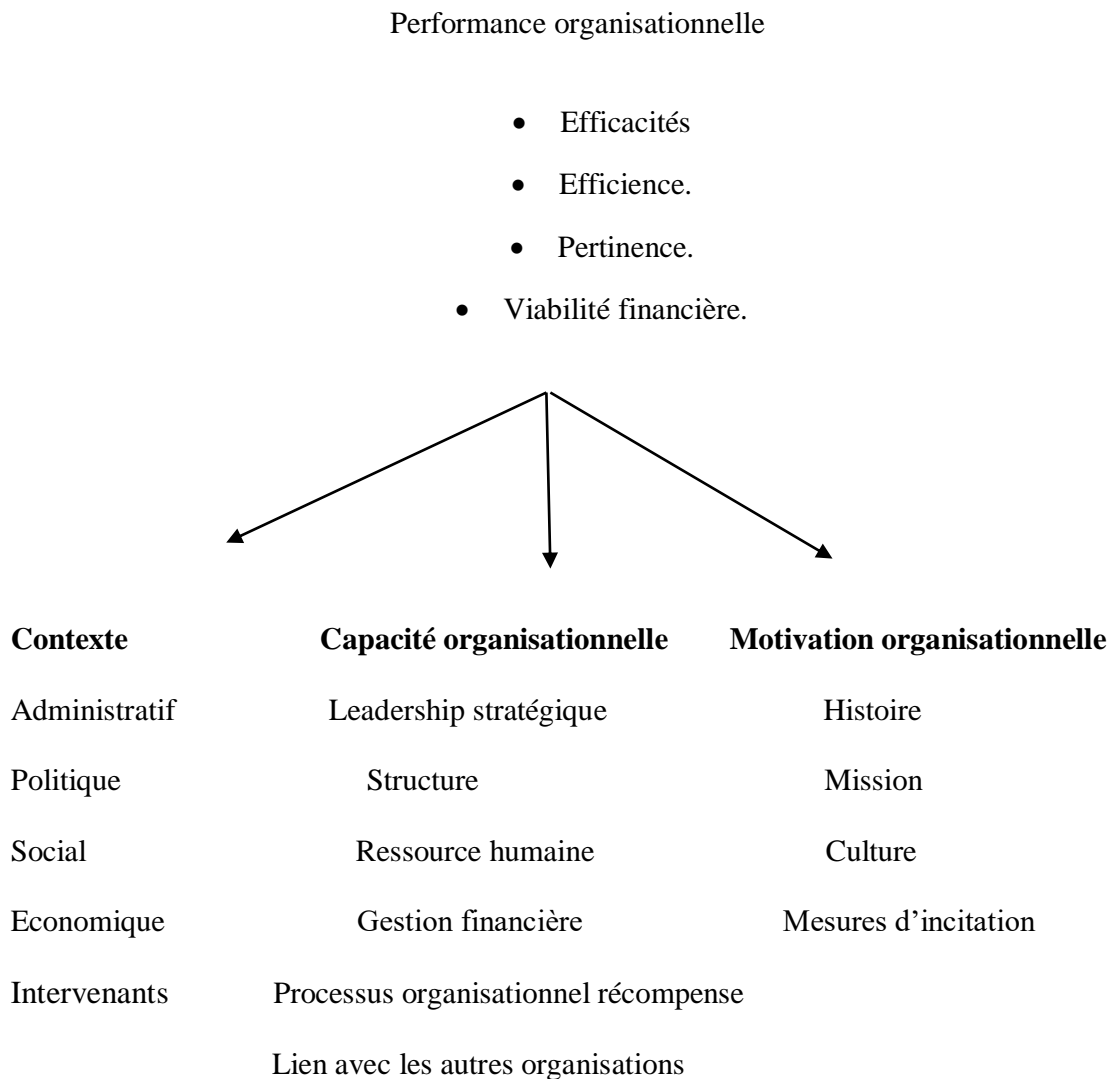 Performance organisationnelle
• Efficacités
• Efficience.
• Pertinence.
• Viabilité financière.
Contexte Capacité organisationnelle Motivation organisationnelle
Administratif Leadership stratégique Histoire
Politique Structure Mission
Social Ressource humaine Culture
Economique Gestion financière Mesures d’incitation
Intervenants Processus organisationnel récompense
Lien avec les autres organisations